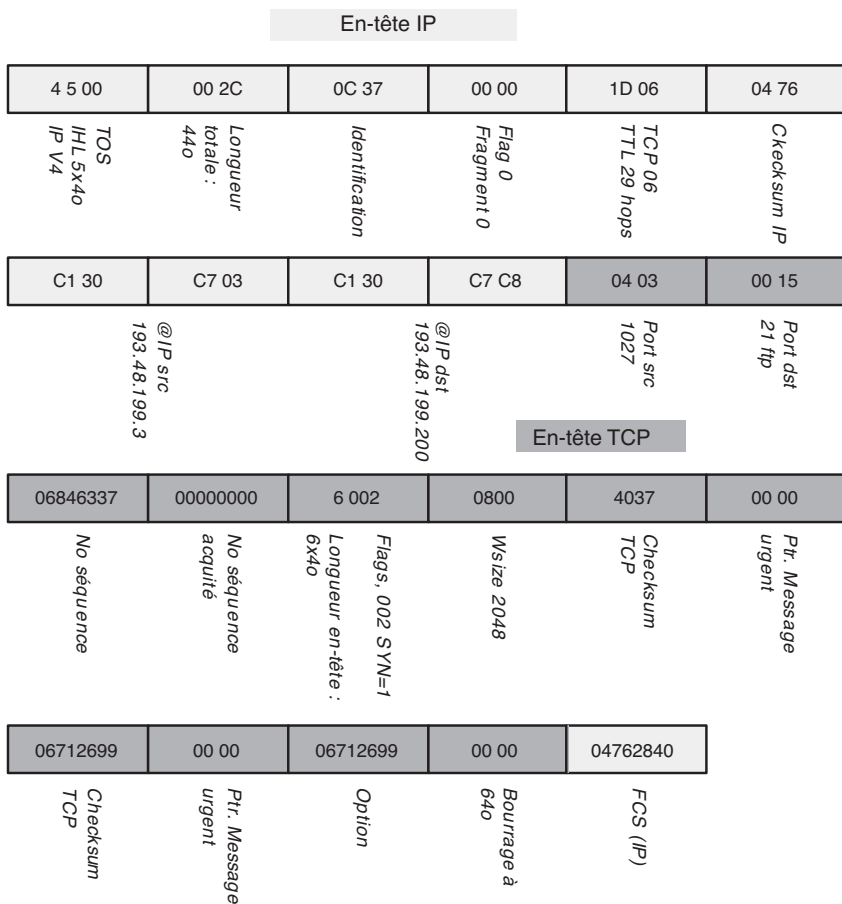 En-tête IP
4 5 00
00 2C
0C 37
00 00
1D 06
04 76
TOS
IHL 5x4o
IP V4
Longueur
totale :
44o
Identification
Flag 0
Fragment 0
TCP 06
TTL 29 hops
Ckecksum IP
C1 30
C7 03
C1 30
C7 C8
04 03
00 15
@IP src
193.48.199.3
@IP dst
193.48.199.200
Port src
1027
Port dst
21 ftp
En-tête TCP
06846337
00000000
6 002
0800
4037
00 00
No séquence
No séquence
acquité
Flags, 002 SYN=1
Longueur en-tête :
6x4o
Wsize 2048
Checksum
TCP
Ptr. Message
urgent
06712699
00 00
06712699
00 00
04762840
Checksum
TCP
Ptr. Message
urgent
Option
Bourrage à
64o
FCS (IP)